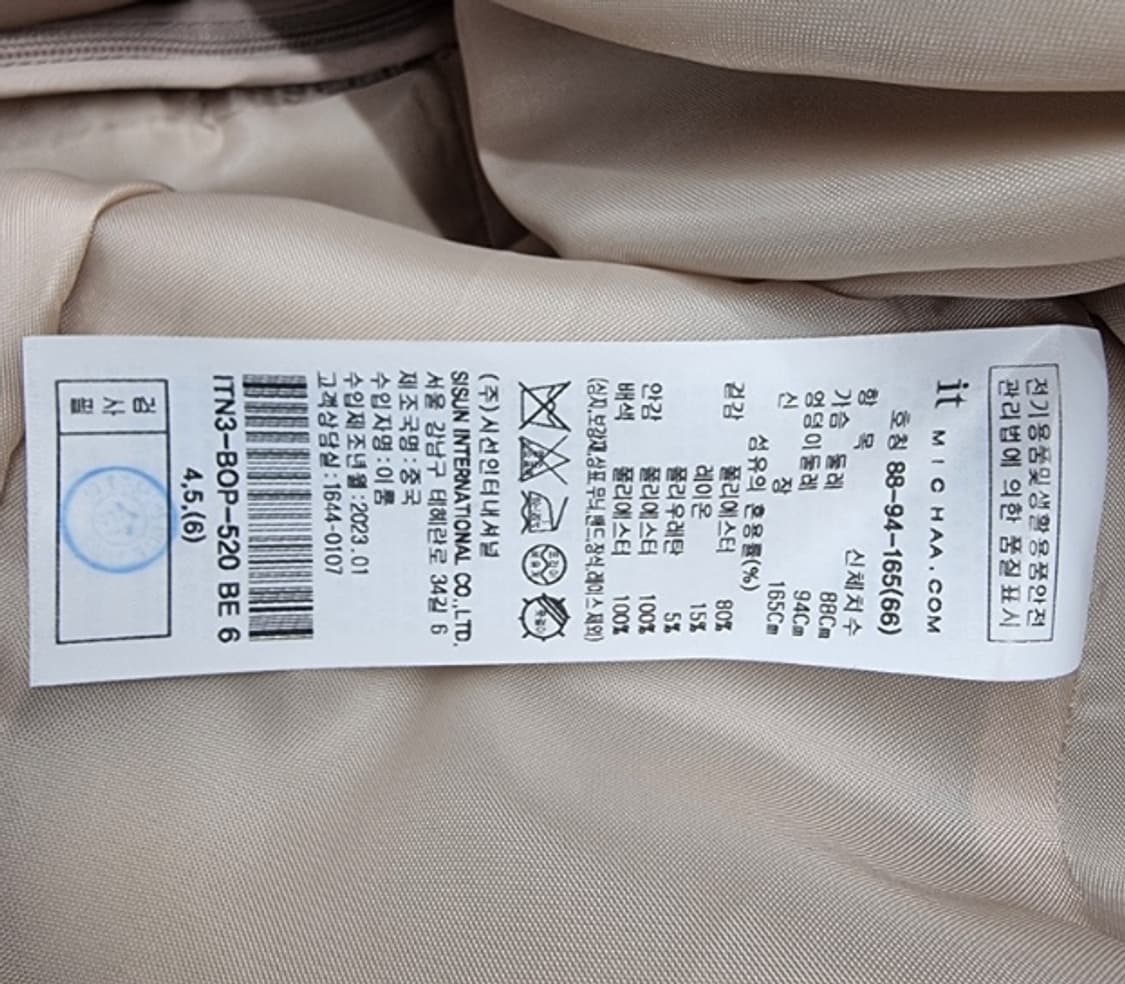 전기용품및생활용품안전
관리법에 의한 품질표시
it MICHAA.COM
호칭 88-94-165(66)
항 목 신체치수
가슴 둘레 88Cm
엉덩이둘레 94Cm
신 장 165Cm
섬유의 혼용률(%)
겉감 폴리에스터 80%
레이온 15%
폴리우레탄 5%
안감 폴리에스터 100%
배색 폴리에스터 100%
(심지,보강재,상표,무늬,밴드,장식,레이스제외)
(주)시선인터내셔널
SISUN INTERNATIONAL CO.,LTD.
서울 강남구 테헤란로 34길 6
제조국명:중국
수입자명:이룸
수입제조년월:2023.01
고객상담실:1644-0107
ITN3-BOP-520 BE 6
4,5,(6)
검사필